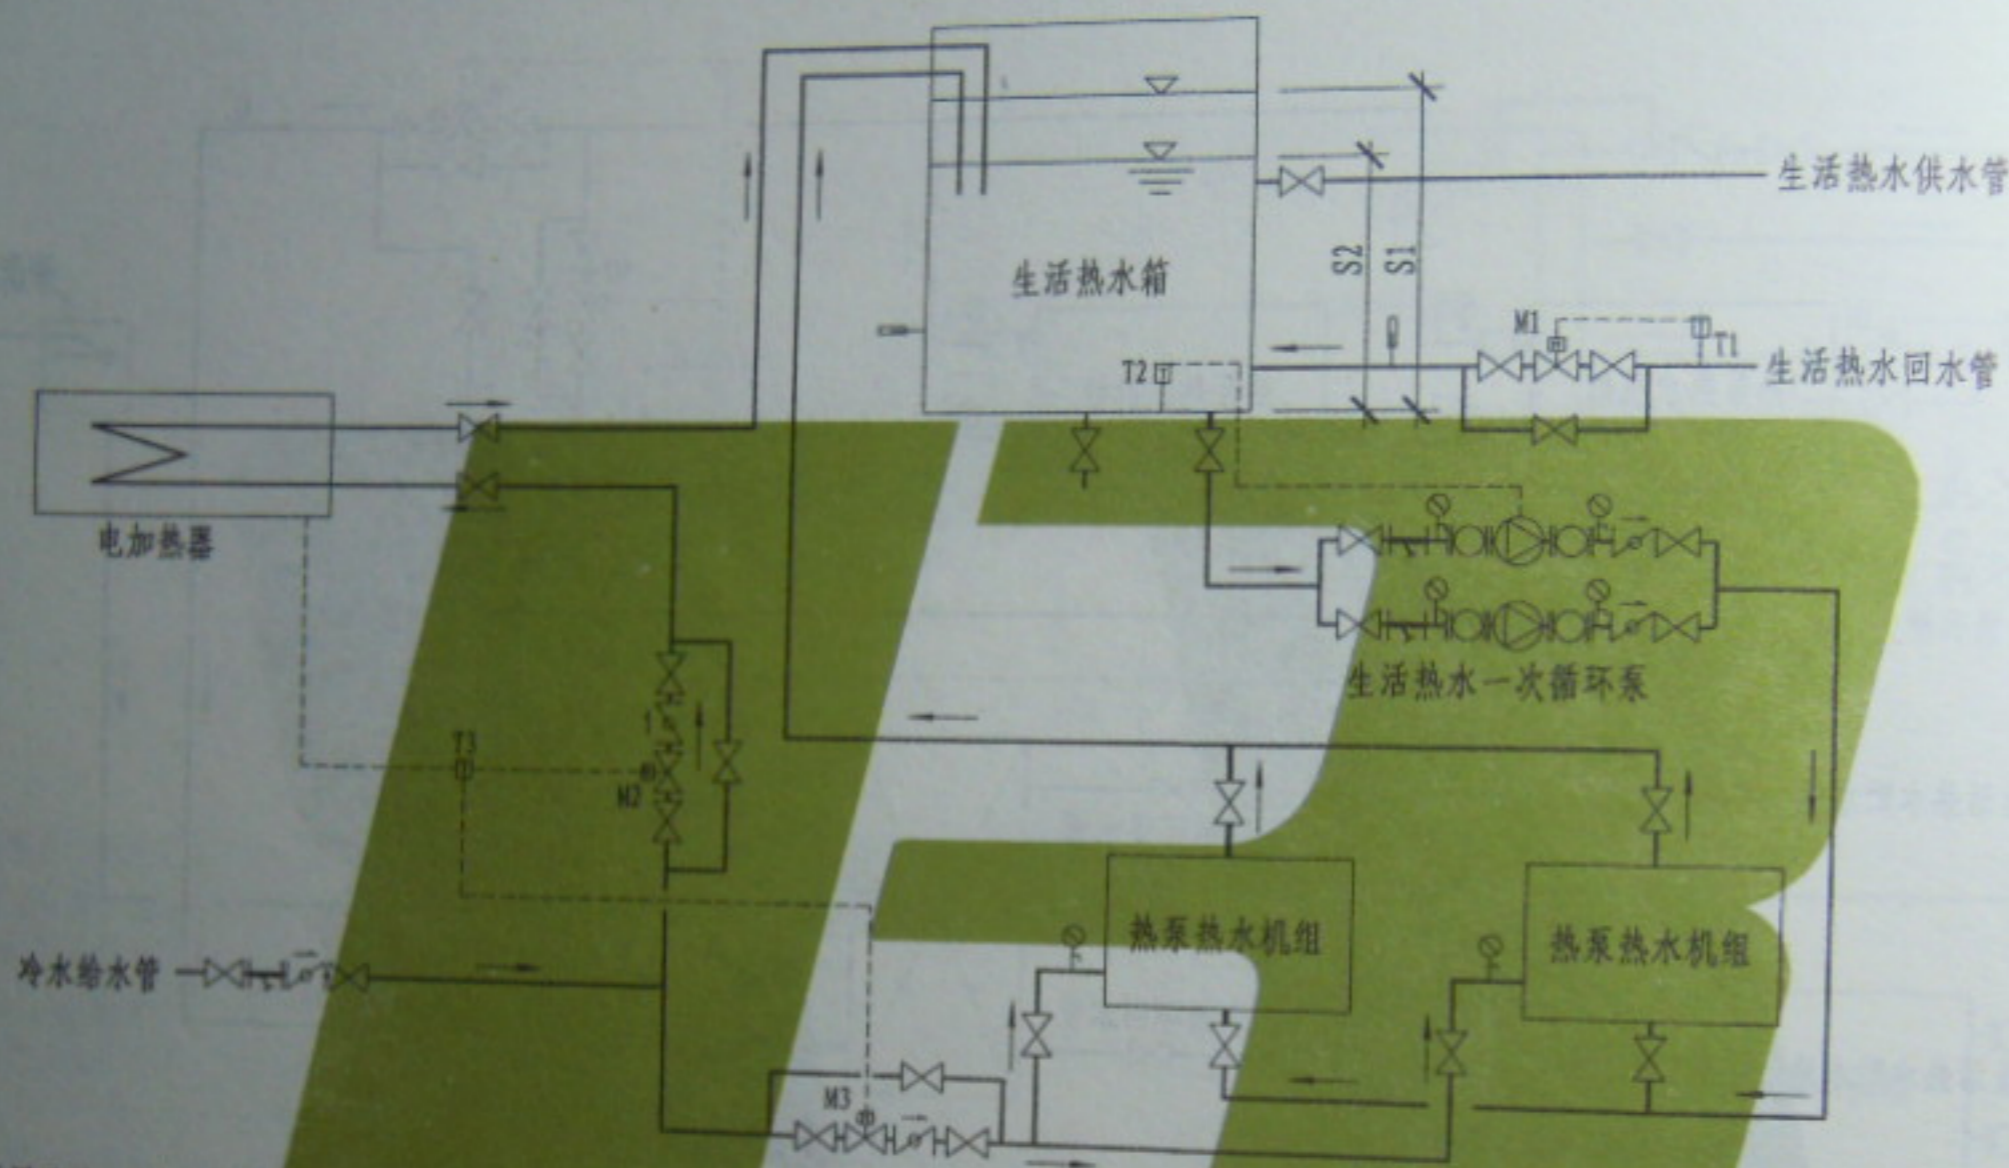 生活热水供水管
S2
S1
生活热水箱
M1
T1
T2
生活热水回水管
电加热器
生活热水一次循环泵
T3
M2
热泵热水机组
热泵热水机组
冷水给水管
M3